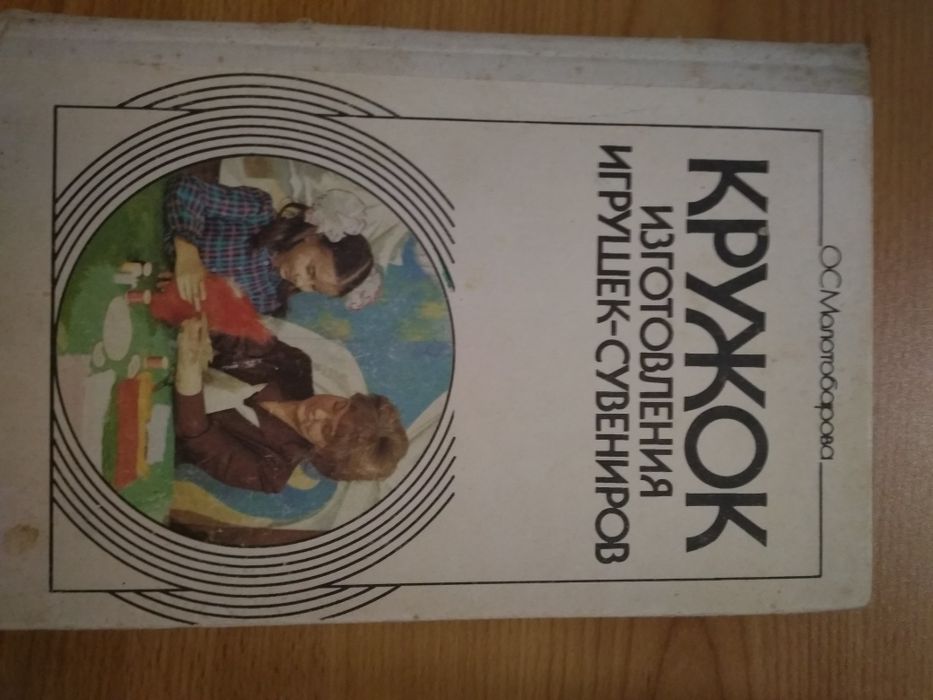 О.С.Молотобарова
КРУЖОК
ИЗГОТОВЛЕНИЯ
ИГРУШЕК-СУВЕНИРОВ